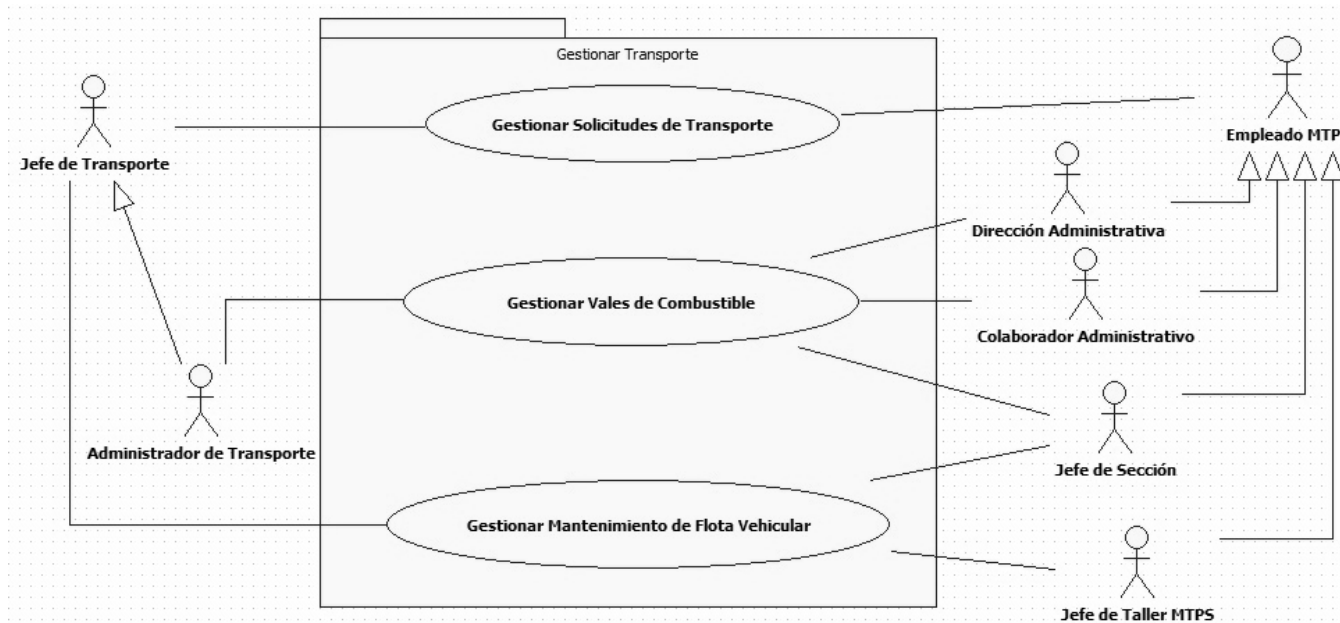 Gestionar Transporte
Gestionar Solicitudes de Transporte
Jefe de Transporte
Empleado MTP
Dirección Administrativa
Gestionar Vales de Combustible
Colaborador Administrativo
Administrador de Transporte
Jefe de Sección
Gestionar Mantenimiento de Flota Vehicular
Jefe de Taller MTPS